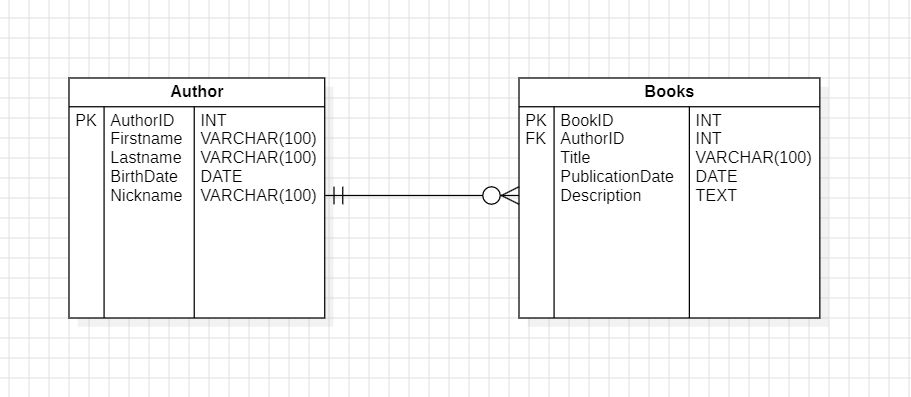 Author
PK AuthorID INT
Firstname VARCHAR(100)
Lastname VARCHAR(100)
BirthDate DATE
Nickname VARCHAR(100)
Books
PK BookID INT
FK AuthorID INT
Title VARCHAR(100)
PublicationDate DATE
Description TEXT